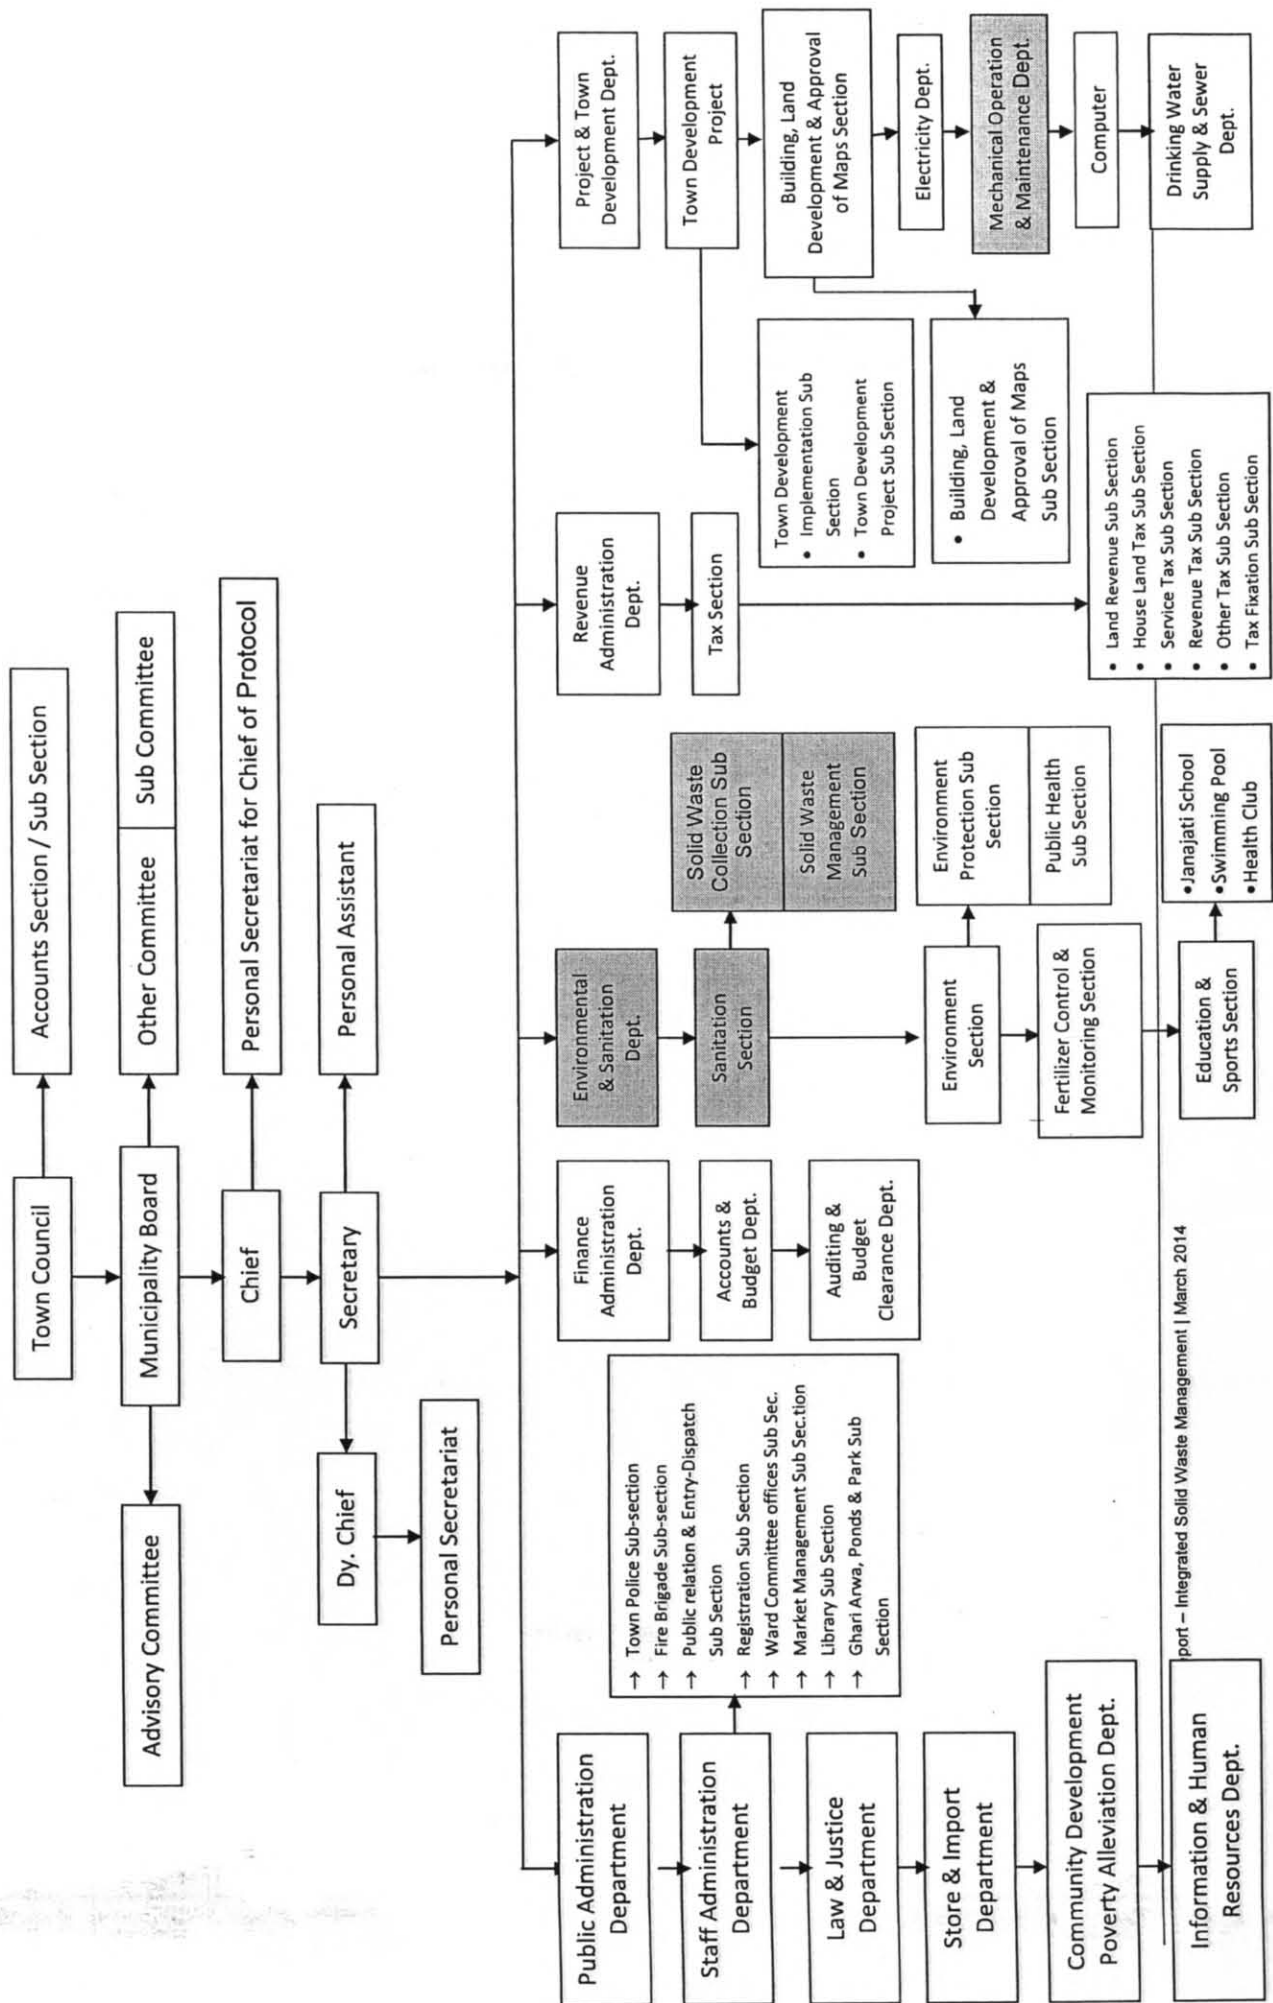 Town Council
Accounts Section / Sub Section
Advisory Committee
Municipality Board
Other Committee
Sub Committee
Chief
Personal Secretariat for Chief of Protocol
Dy. Chief
Secretary
Personal Assistant
Personal Secretariat
Public Administration
Department
Staff Administration
Department
→ Town Police Sub-section
→ Fire Brigade Sub-section
→ Public relation & Entry-Dispatch
Sub Section
→ Registration Sub Section
→ Ward Committee offices Sub Sec.
→ Market Management Sub Sec.tion
→ Library Sub Section
→ Ghari Arwa, Ponds & Park Sub
Section
Law & Justice
Department
Store & Import
Department
Community Development
Poverty Alleviation Dept.
Information & Human
Resources Dept.
Finance
Administration
Dept.
Accounts &
Budget Dept.
Auditing &
Budget
Clearance Dept.
Environmental
& Sanitation
Dept.
Sanitation
Section
Solid Waste
Collection Sub
Section
Solid Waste
Management
Sub Section
Environment
Section
Environment
Protection Sub
Section
Public Health
Sub Section
Fertilizer Control &
Monitoring Section
Education &
Sports Section
•Janajati School
•Swimming Pool
•Health Club
Revenue
Administration
Dept.
Tax Section
• Land Revenue Sub Section
• House Land Tax Sub Section
• Service Tax Sub Section
• Revenue Tax Sub Section
• Other Tax Sub Section
• Tax Fixation Sub Section
Project & Town
Development Dept.
Town Development
Project
Town Development
• Implementation Sub
Section
• Town Development
Project Sub Section
Building, Land
Development & Approval
of Maps Section
• Building, Land
Development &
Approval of Maps
Sub Section
Electricity Dept.
Mechanical Operation
& Maintenance Dept.
Computer
Drinking Water
Supply & Sewer
Dept.
port – Integrated Solid Waste Management | March 2014